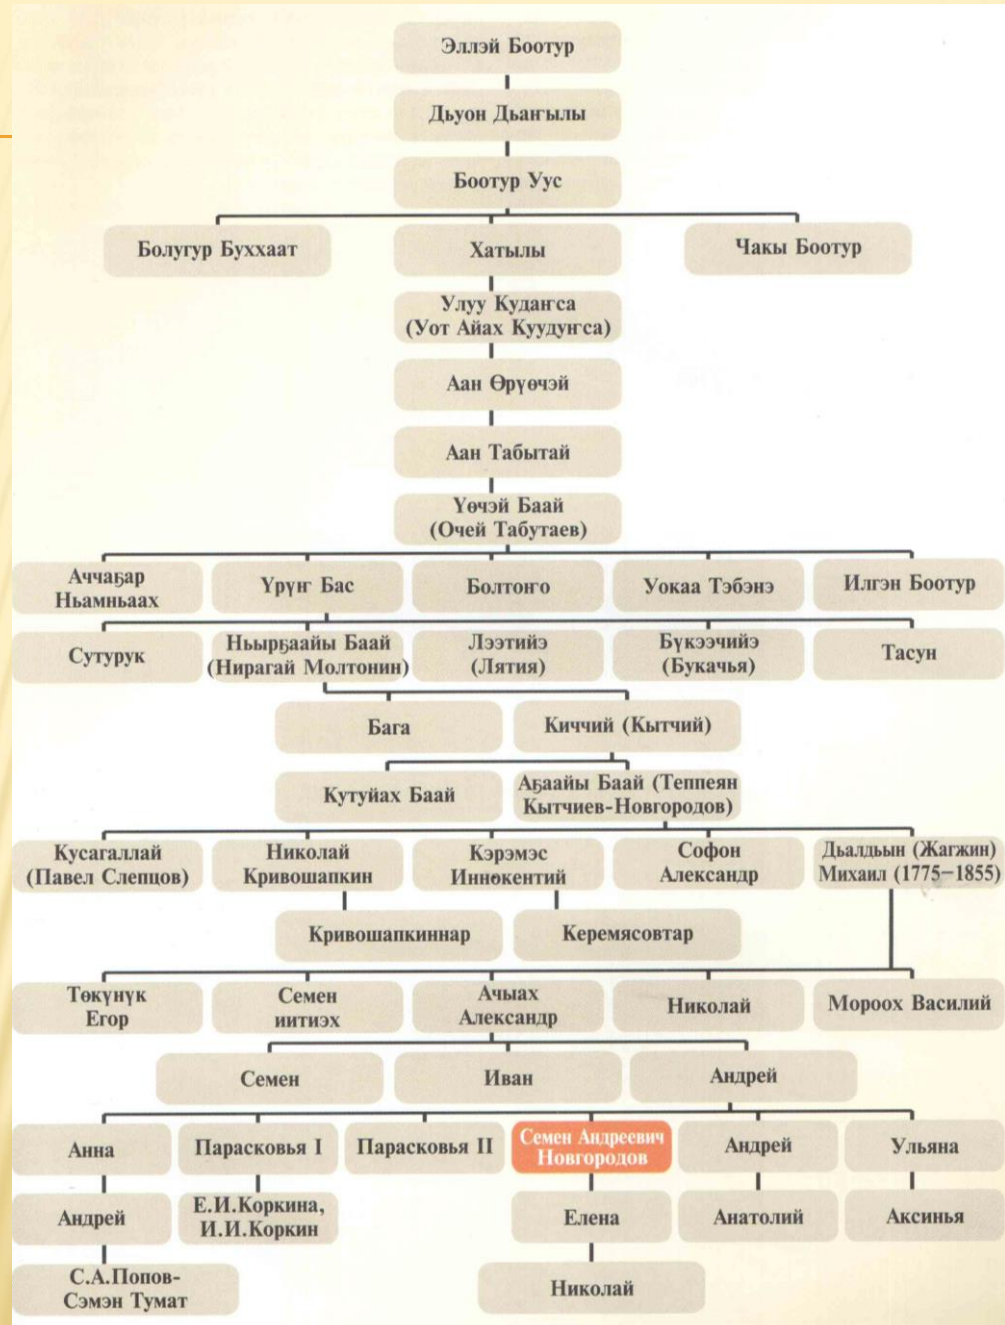 Эллэй Боотур
Дьуон Дьаҥылы
Боотур Уус
Болугур Буххаат
Хатылы
Чакы Боотур
Улуу Кудаҥса
(Уот Айах Куудуҥса)
Аан Өрүөчэй
Аан Табытай
Үөчэй Баай
(Очей Табутаев)
Аччаҕар
Ньамньаах
Үрүҥ Бас
Болтоҥо
Уокаа Тэбэнэ
Илгэн Боотур
Сутурук
Ньырҕаайы Баай
(Нирагай Молтонин)
Лээтийэ
(Лятия)
Бүкээчийэ
(Букачья)
Тасун
Бага
Киччий (Кытчий)
Кутуйах Баай
Аҕаайы Баай (Теппеян
Кытчиев-Новгородов)
Кусагаллай
(Павел Слепцов)
Николай
Кривошапкин
Кэрэмэс
Иннокентий
Софон
Александр
Дьалдьын (Жагжин)
Михаил (1775−1855)
Кривошапкиннар
Керемясовтар
Төкүнүк
Егор
Семен
иитиэх
Ачыах
Александр
Николай
Мороох Василий
Семен
Иван
Андрей
Анна
Парасковья I
Парасковья II
Семен Андреевич
Новгородов
Андрей
Ульяна
Андрей
Е.И.Коркина,
И.И.Коркин
Елена
Анатолий
Аксинья
С.А.Попов-
Сэмэн Тумат
Николай